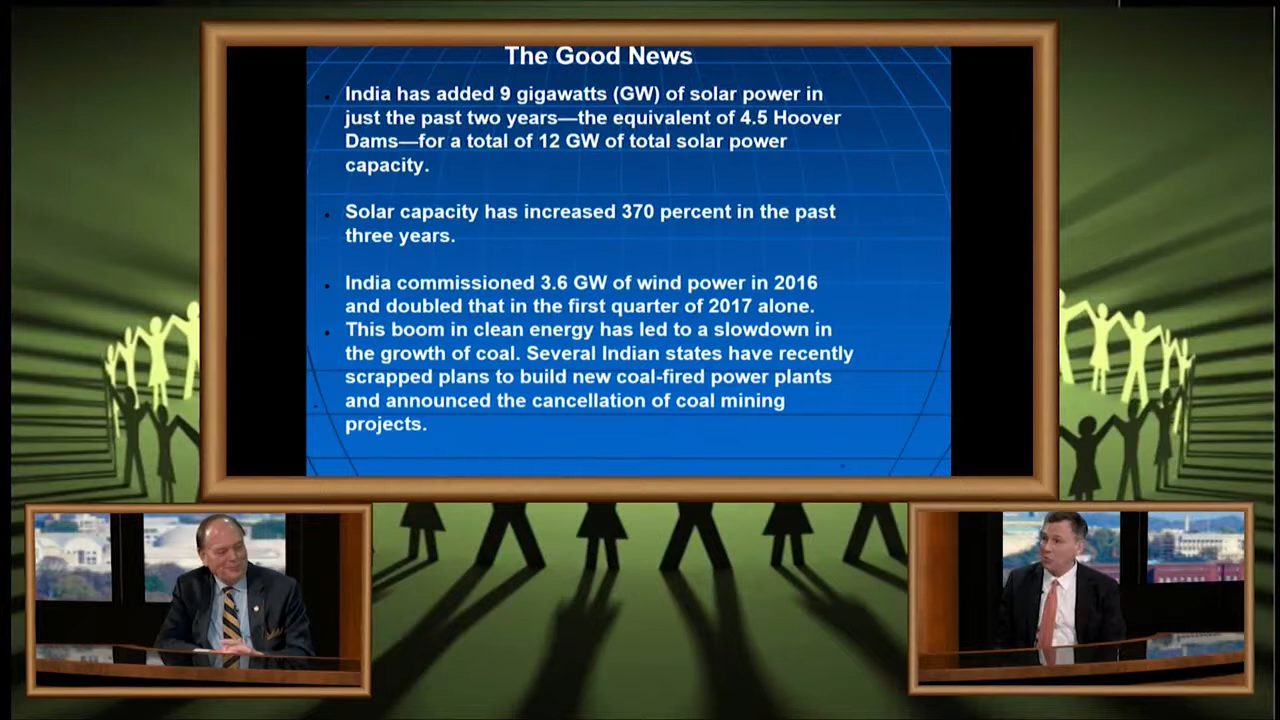 The Good News
India has added 9 gigawatts (GW) of solar power in
just the past two years—the equivalent of 4.5 Hoover
Dams—for a total of 12 GW of total solar power
capacity.
Solar capacity has increased 370 percent in the past
three years.
India commissioned 3.6 GW of wind power in 2016
and doubled that in the first quarter of 2017 alone.
This boom in clean energy has led to a slowdown in
the growth of coal. Several Indian states have recently
scrapped plans to build new coal-fired power plants
and announced the cancellation of coal mining
projects.